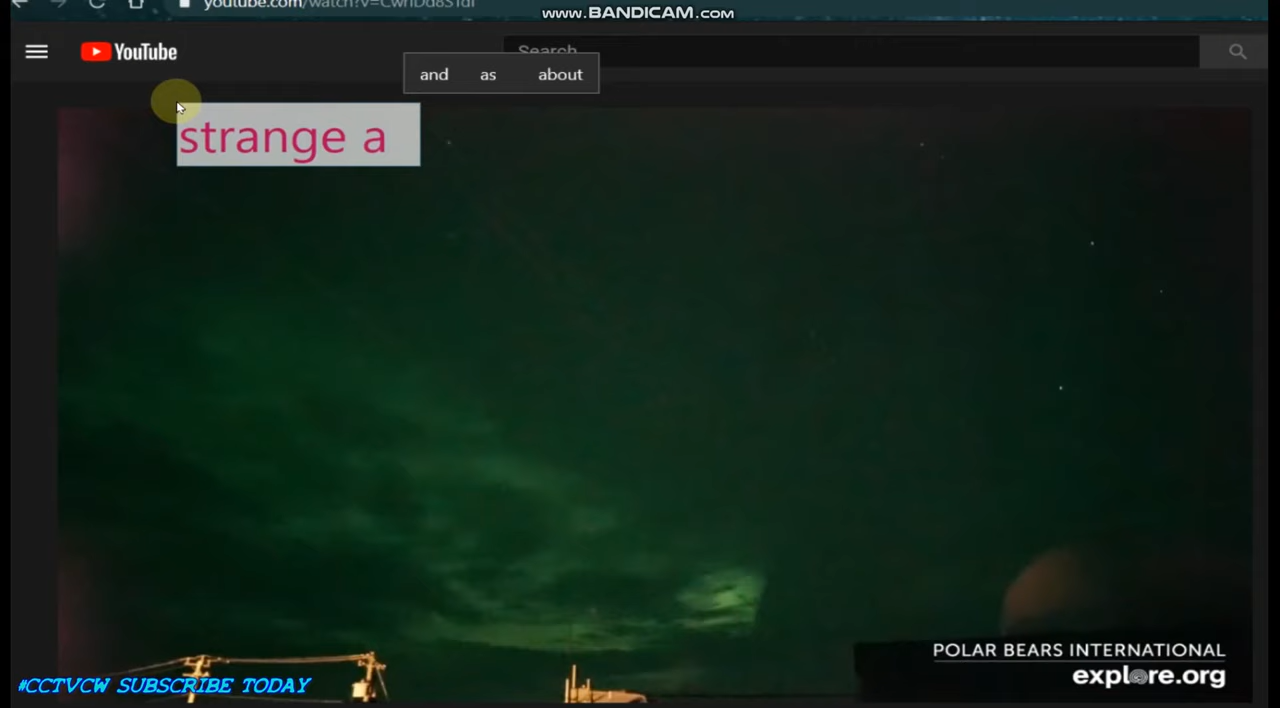 www.BANDICAM.com
YouTube
Search
and as about
strange a
POLAR BEARS INTERNATIONAL
explore.org
#CCTVCW SUBSCRIBE TODAY